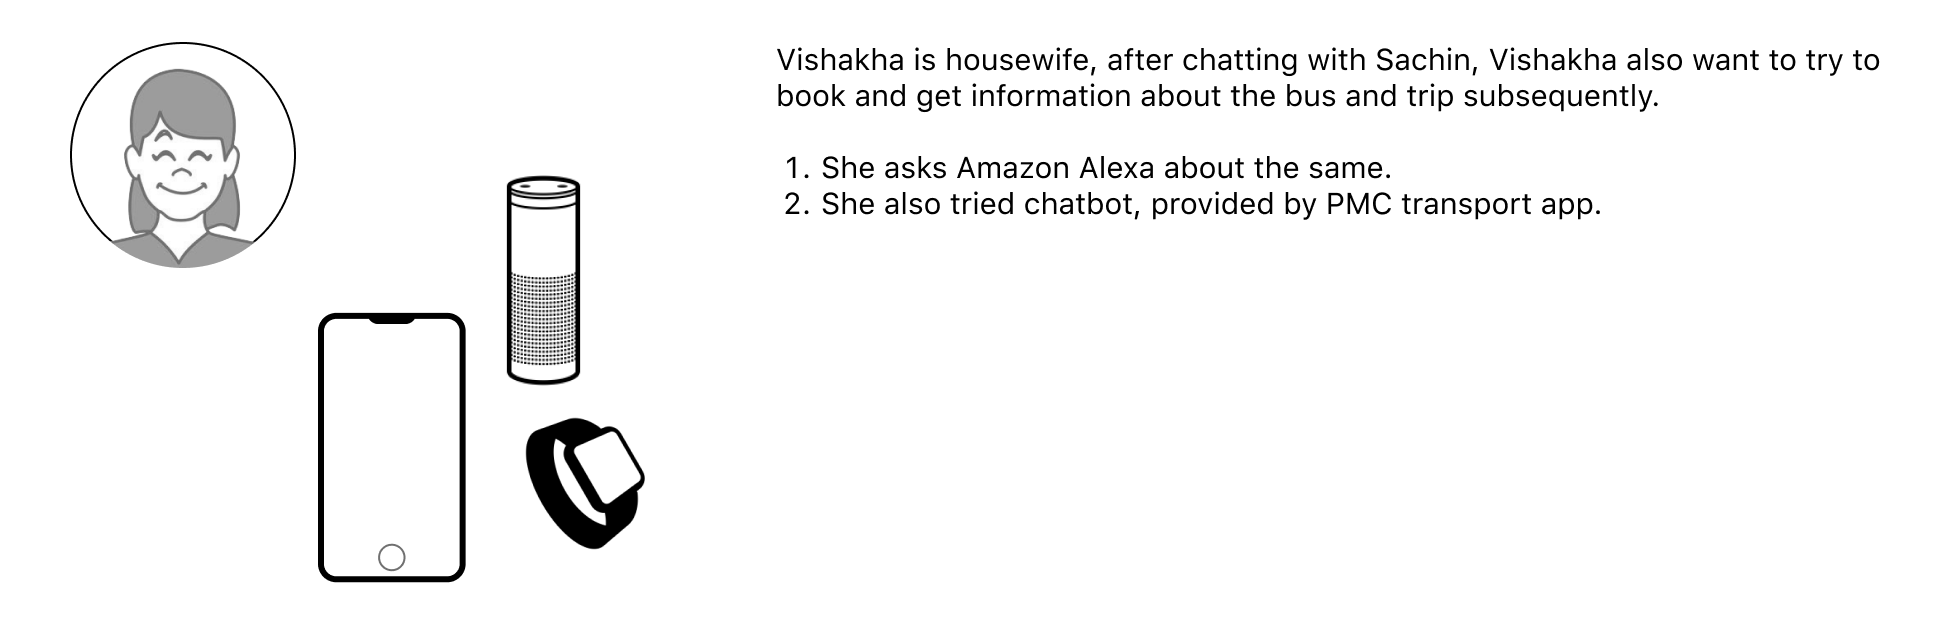 Vishakha is housewife, after chatting with Sachin, Vishakha also want to try to
book and get information about the bus and trip subsequently.
1. She asks Amazon Alexa about the same.
2. She also tried chatbot, provided by PMC transport app.